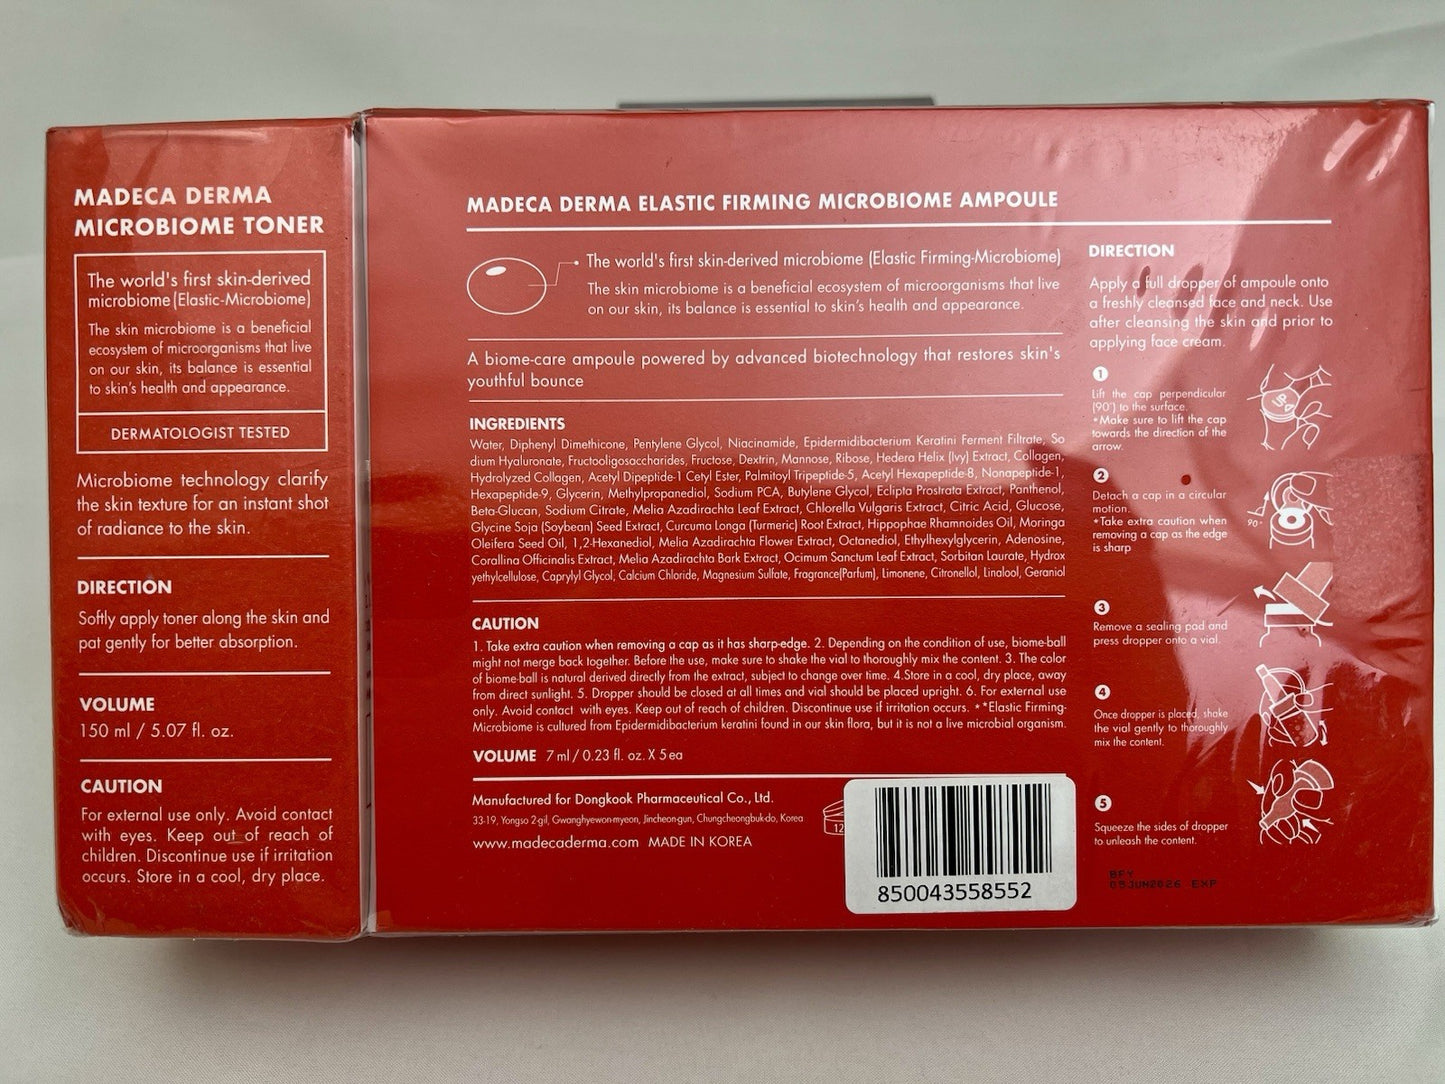 MADECA DERMA
MICROBIOME TONER
The world's first skin-derived
microbiome (Elastic-Microbiome)
The skin microbiome is a beneficial
ecosystem of microorganisms that live
on our skin, its balance is essential
to skin's health and appearance.
DERMATOLOGIST TESTED
Microbiome technology clarify
the skin texture for an instant shot
of radiance to the skin.
DIRECTION
Softly apply toner along the skin and
pat gently for better absorption.
VOLUME
150 ml / 5.07 fl. oz.
CAUTION
For external use only. Avoid contact
with eyes. Keep out of reach of
children. Discontinue use if irritation
occurs. Store in a cool, dry place.
MADECA DERMA ELASTIC FIRMING MICROBIOME AMPOULE
The world's first skin-derived microbiome (Elastic Firming-Microbiome)
The skin microbiome is a beneficial ecosystem of microorganisms that live
on our skin, its balance is essential to skin's health and appearance.
A biome-care ampoule powered by advanced biotechnology that restores skin's
youthful bounce
INGREDIENTS
Water, Diphenyl Dimethicone, Pentylene Glycol, Niacinamide, Epidermidibacterium Keratini Ferment Filtrate, So
dium Hyaluronate, Fructooligosaccharides, Fructose, Dextrin, Mannose, Ribose, Hedera Helix (Ivy) Extract, Collagen,
Hydrolyzed Collagen, Acetyl Dipeptide-1 Cetyl Ester, Palmitoyl Tripeptide-5, Acetyl Hexapeptide-8, Nonapeptide-1,
Hexapeptide-9, Glycerin, Methylpropanediol, Sodium PCA, Butylene Glycol, Eclipta Prostrata Extract, Panthenol,
Beta-Glucan, Sodium Citrate, Melia Azadirachta Leaf Extract, Chlorella Vulgaris Extract, Citric Acid, Glucose,
Glycine Soja (Soybean) Seed Extract, Curcuma Longa (Turmeric) Root Extract, Hippophae Rhamnoides Oil, Moringa
Oleifera Seed Oil, 1,2-Hexanediol, Melia Azadirachta Flower Extract, Octanediol, Ethylhexylglycerin, Adenosine,
Corallina Officinalis Extract, Melia Azadirachta Bark Extract, Ocimum Sanctum Leaf Extract, Sorbitan Laurate, Hydrox
yethylcellulose, Caprylyl Glycol, Calcium Chloride, Magnesium Sulfate, Fragrance(Parfum), Limonene, Citronellol, Linalool, Geraniol
CAUTION
1. Take extra caution when removing a cap as it has sharp-edge. 2. Depending on the condition of use, biome-ball
might not merge back together. Before the use, make sure to shake the vial to thoroughly mix the content. 3. The color
of biome-ball is natural derived directly from the extract, subject to change over time. 4.Store in a cool, dry place, away
from direct sunlight. 5. Dropper should be closed at all times and vial should be placed upright. 6. For external use
only. Avoid contact with eyes. Keep out of reach of children. Discontinue use if irritation occurs. **Elastic Firming-
Microbiome is cultured from Epidermidibacterium keratini found in our skin flora, but it is not a live microbial organism.
VOLUME 7 ml / 0.23 fl. oz. X 5 ea
Manufactured for Dongkook Pharmaceutical Co., Ltd.
33-19, Yongso 2-gil, Gwanghyewon-myeon, Jincheon-gun, Chungcheongbuk-do, Korea
www.madecaderma.com MADE IN KOREA
12
850043558552
DIRECTION
Apply a full dropper of ampoule onto
a freshly cleansed face and neck. Use
after cleansing the skin and prior to
applying face cream.
1
Lift the cap perpendicular
(90°) to the surface.
*Make sure to lift the cap
towards the direction of the
arrow.
UP
2
Detach a cap in a circular
motion.
*Take extra caution when
removing a cap as the edge
is sharp
90°
3
Remove a sealing pad and
press dropper onto a vial.
4
Once dropper is placed, shake
the vial gently to thoroughly
mix the content.
5
Squeeze the sides of dropper
to unleash the content.
BFY
05JUN2026 EXP